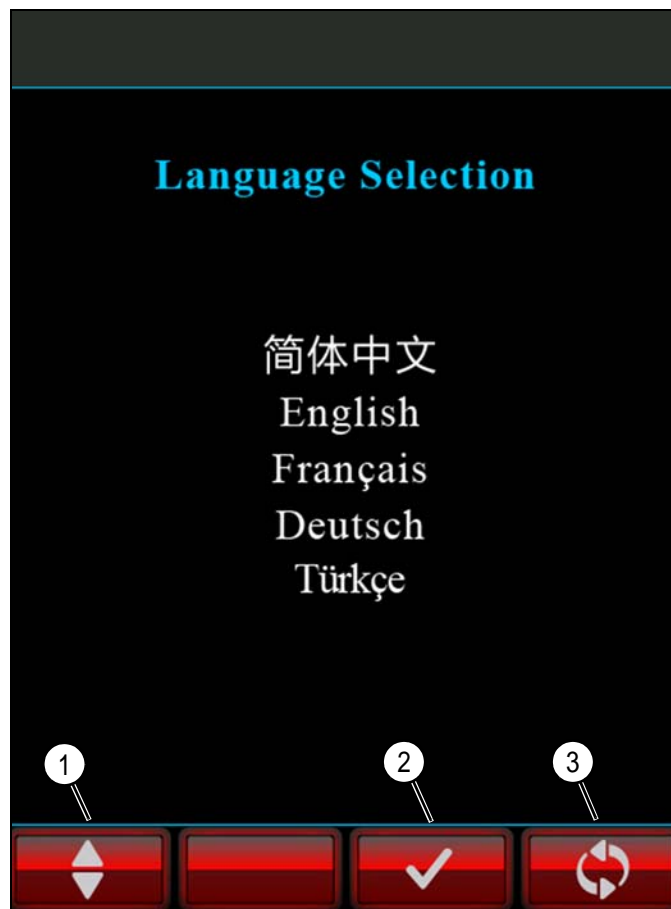 Language Selection
简体中文
English
Français
Deutsch
Türkçe
1
2
3